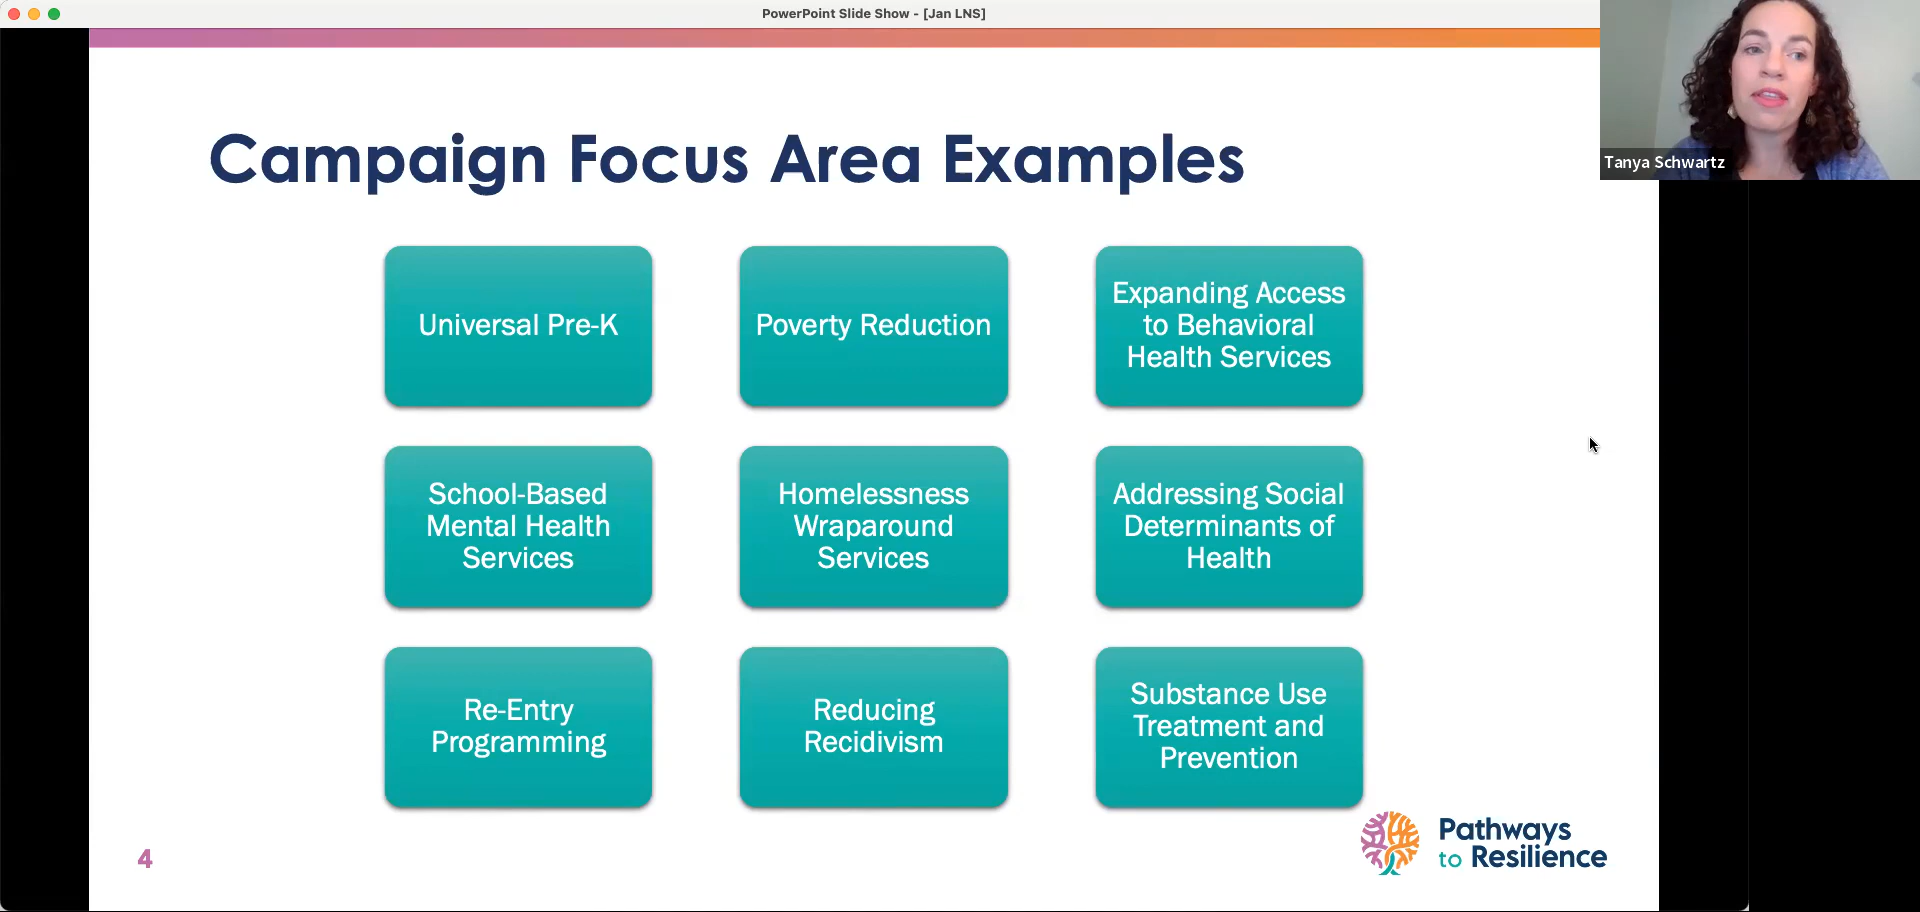 PowerPoint Slide Show - [Jan LNS]
Tanya Schwartz
Campaign Focus Area Examples
Universal Pre-K
Poverty Reduction
Expanding Access
to Behavioral
Health Services
School-Based
Mental Health
Services
Homelessness
Wraparound
Services
Addressing Social
Determinants of
Health
Re-Entry
Programming
Reducing
Recidivism
Substance Use
Treatment and
Prevention
4
Pathways
to Resilience